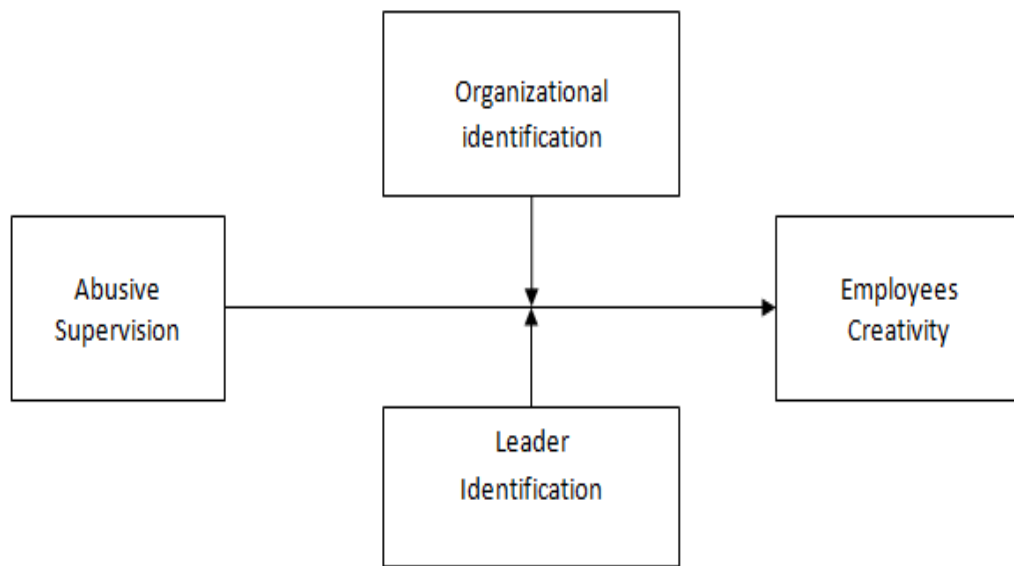 Organizational
identification
Abusive
Supervision
Employees
Creativity
Leader
Identification